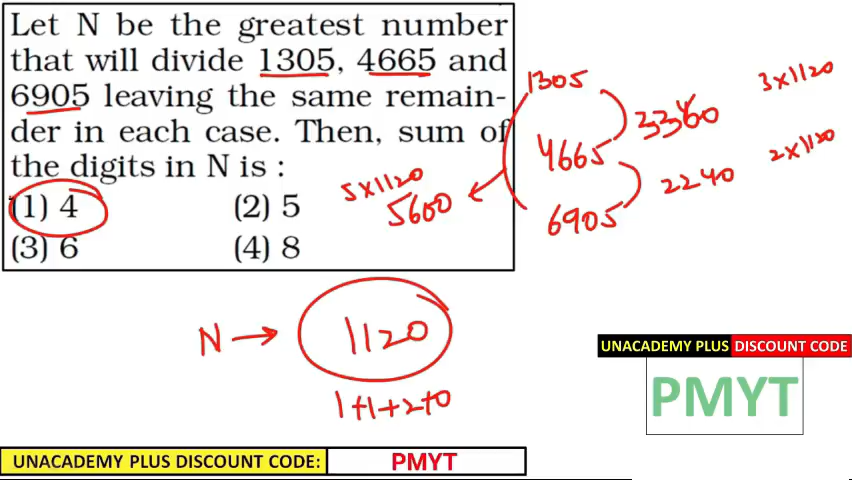 Let N be the greatest number
that will divide 1305, 4665 and
6905 leaving the same remain-
der in each case. Then, sum of
the digits in N is :
(1) 4 (2) 5
(3) 6 (4) 8
5x1120
5600
1305
4665
6905
3360
2240
3x1120
2x1120
N → 1120
1+1+2+0
UNACADEMY PLUS DISCOUNT CODE
PMYT
UNACADEMY PLUS DISCOUNT CODE: PMYT